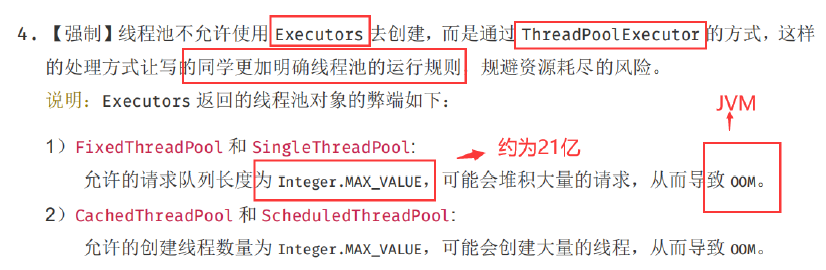 4.【强制】线程池不允许使用 Executors 去创建，而是通过 ThreadPoolExecutor 的方式，这样
的处理方式让写的同学更加明确线程池的运行规则，规避资源耗尽的风险。
说明：Executors 返回的线程池对象的弊端如下：
JVM
1）FixedThreadPool 和 SingleThreadPool:
约为21亿
允许的请求队列长度为 Integer.MAX_VALUE，可能会堆积大量的请求，从而导致 OOM。
2）CachedThreadPool 和 ScheduledThreadPool:
允许的创建线程数量为 Integer.MAX_VALUE，可能会创建大量的线程，从而导致 OOM。